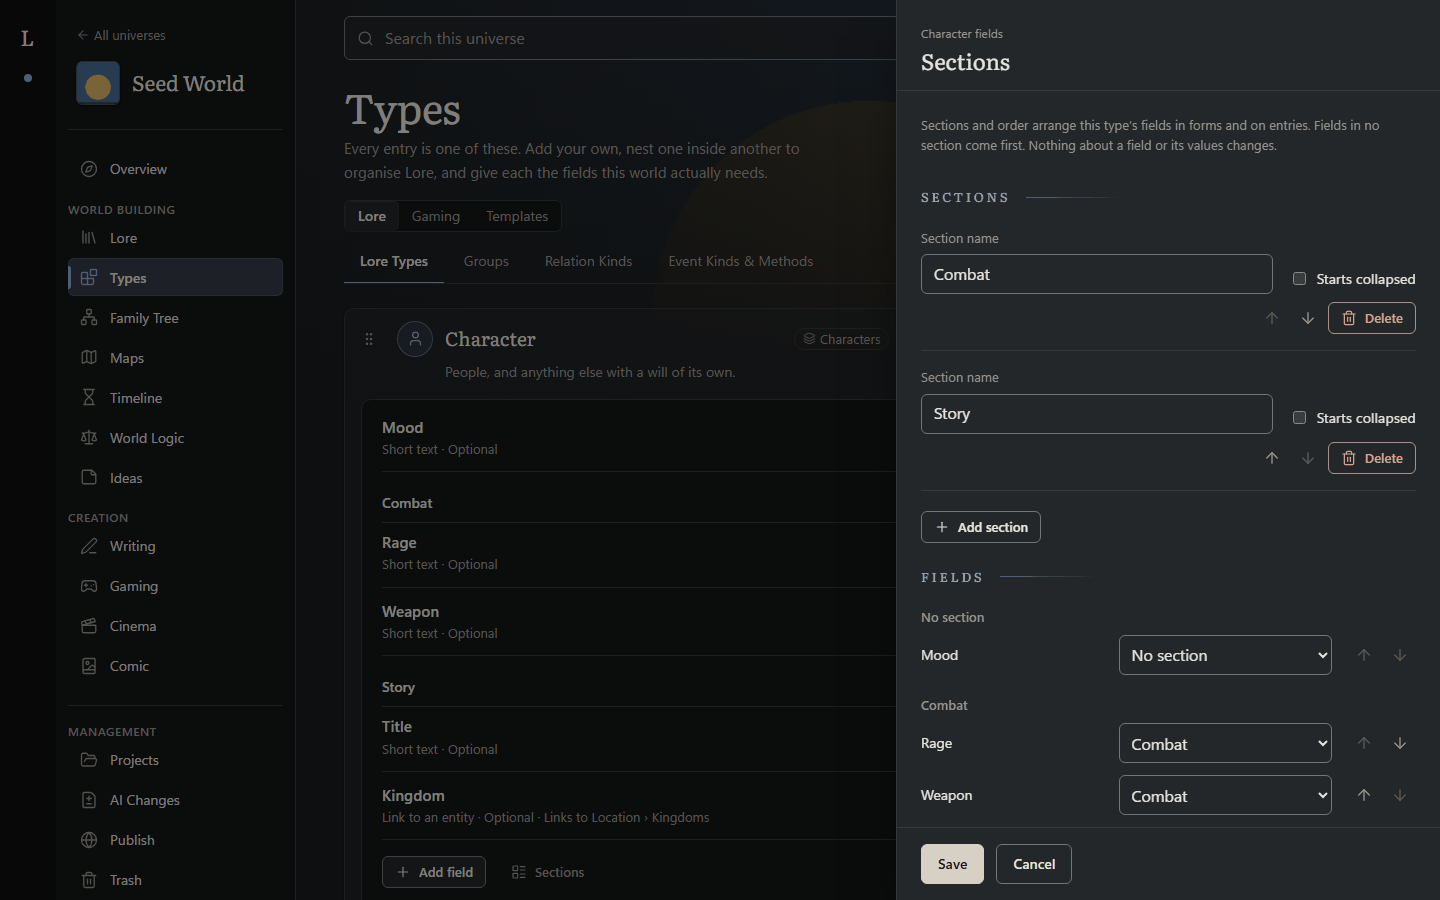 L
All universes
Seed World
Overview
WORLD BUILDING
Lore
Types
Family Tree
Maps
Timeline
World Logic
Ideas
CREATION
Writing
Gaming
Cinema
Comic
MANAGEMENT
Projects
AI Changes
Publish
Trash
Search this universe
Types
Every entry is one of these. Add your own, nest one inside another to
organise Lore, and give each the fields this world actually needs.
Lore Gaming Templates
Lore Types Groups Relation Kinds Event Kinds & Methods
Character Characters
People, and anything else with a will of its own.
Mood
Short text · Optional
Combat
Rage
Short text · Optional
Weapon
Short text · Optional
Story
Title
Short text · Optional
Kingdom
Link to an entity · Optional · Links to Location › Kingdoms
Add field Sections
Character fields
Sections
Sections and order arrange this type's fields in forms and on entries. Fields in no
section come first. Nothing about a field or its values changes.
SECTIONS
Section name
Combat Starts collapsed
Delete
Section name
Story Starts collapsed
Delete
Add section
FIELDS
No section
Mood No section
Combat
Rage Combat
Weapon Combat
Save Cancel